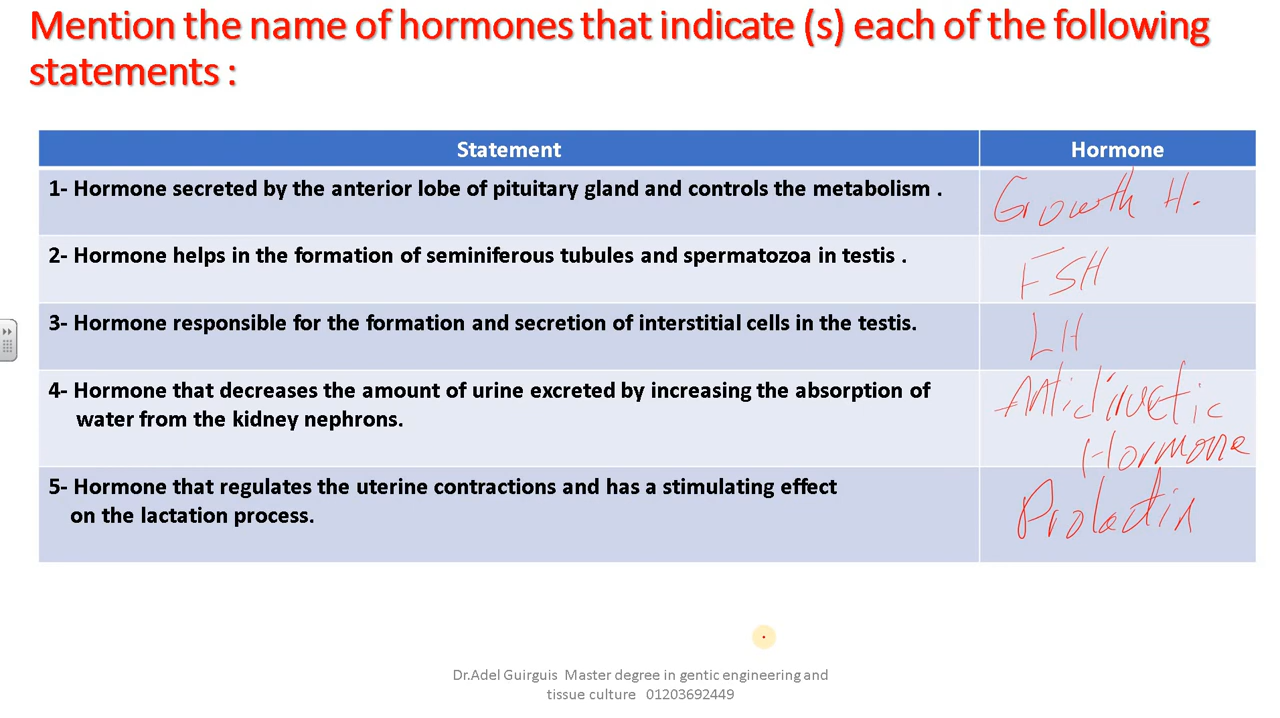 Mention the name of hormones that indicate (s) each of the following
statements :
Statement
Hormone
1- Hormone secreted by the anterior lobe of pituitary gland and controls the metabolism .
Growth H.
2- Hormone helps in the formation of seminiferous tubules and spermatozoa in testis .
FSH
3- Hormone responsible for the formation and secretion of interstitial cells in the testis.
LH
4- Hormone that decreases the amount of urine excreted by increasing the absorption of
water from the kidney nephrons.
Antidiuretic
Hormone
5- Hormone that regulates the uterine contractions and has a stimulating effect
on the lactation process.
Prolactin
Dr.Adel Guirguis Master degree in gentic engineering and
tissue culture 01203692449